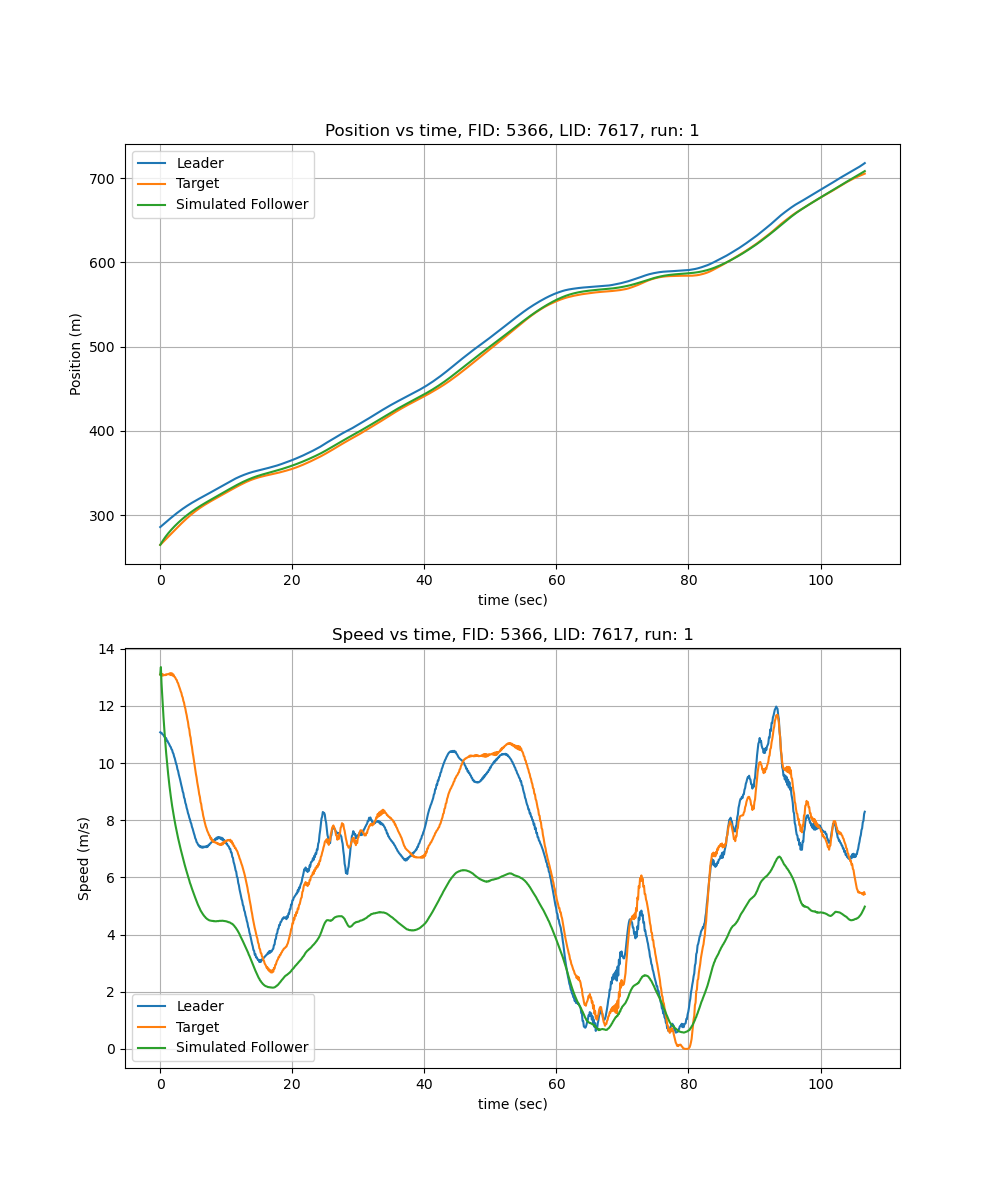 Position vs time, FID: 5366, LID: 7617, run: 1
Leader
Target
Simulated Follower
700
600
500
400
300
Position (m)
0 20 40 60 80 100
time (sec)
Speed vs time, FID: 5366, LID: 7617, run: 1
14
12
10
8
6
4
2
0
Speed (m/s)
Leader
Target
Simulated Follower
0 20 40 60 80 100
time (sec)